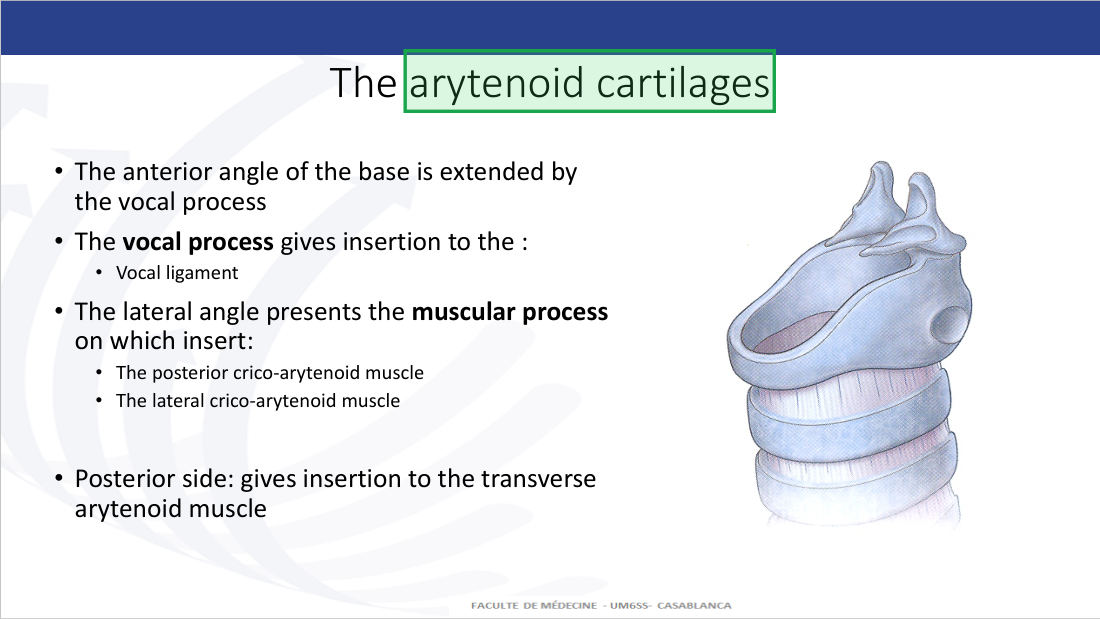 The arytenoid cartilages
• The anterior angle of the base is extended by
the vocal process
• The vocal process gives insertion to the :
• Vocal ligament
• The lateral angle presents the muscular process
on which insert:
• The posterior crico-arytenoid muscle
• The lateral crico-arytenoid muscle
• Posterior side: gives insertion to the transverse
arytenoid muscle
FACULTE DE MÉDECINE - UM6SS- CASABLANCA